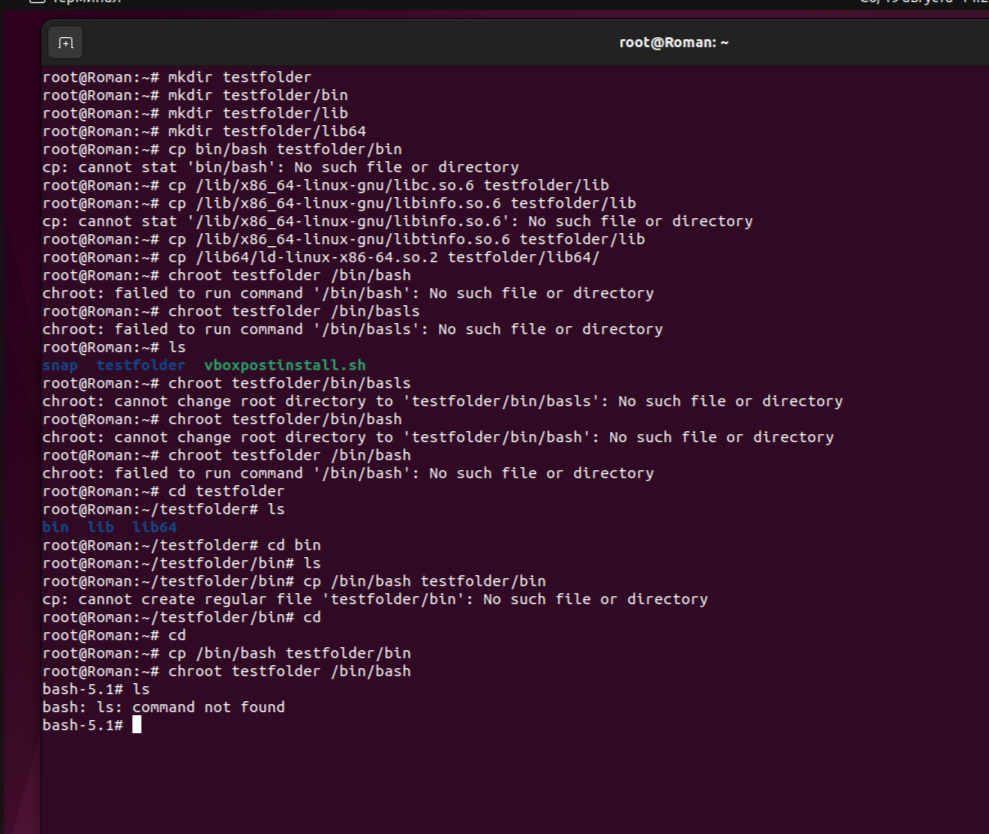 Терминал
root@Roman: ~
root@Roman:~# mkdir testfolder
root@Roman:~# mkdir testfolder/bin
root@Roman:~# mkdir testfolder/lib
root@Roman:~# mkdir testfolder/lib64
root@Roman:~# cp bin/bash testfolder/bin
cp: cannot stat 'bin/bash': No such file or directory
root@Roman:~# cp /lib/x86_64-linux-gnu/libc.so.6 testfolder/lib
root@Roman:~# cp /lib/x86_64-linux-gnu/libinfo.so.6 testfolder/lib
cp: cannot stat '/lib/x86_64-linux-gnu/libinfo.so.6': No such file or directory
root@Roman:~# cp /lib/x86_64-linux-gnu/libtinfo.so.6 testfolder/lib
root@Roman:~# cp /lib64/ld-linux-x86-64.so.2 testfolder/lib64/
root@Roman:~# chroot testfolder /bin/bash
chroot: failed to run command '/bin/bash': No such file or directory
root@Roman:~# chroot testfolder /bin/basls
chroot: failed to run command '/bin/basls': No such file or directory
root@Roman:~# ls
snap  testfolder  vboxpostinstall.sh
root@Roman:~# chroot testfolder/bin/basls
chroot: cannot change root directory to 'testfolder/bin/basls': No such file or directory
root@Roman:~# chroot testfolder/bin/bash
chroot: cannot change root directory to 'testfolder/bin/bash': No such file or directory
root@Roman:~# chroot testfolder /bin/bash
chroot: failed to run command '/bin/bash': No such file or directory
root@Roman:~# cd testfolder
root@Roman:~/testfolder# ls
bin  lib  lib64
root@Roman:~/testfolder# cd bin
root@Roman:~/testfolder/bin# ls
root@Roman:~/testfolder/bin# cp /bin/bash testfolder/bin
cp: cannot create regular file 'testfolder/bin': No such file or directory
root@Roman:~/testfolder/bin# cd
root@Roman:~# cd
root@Roman:~# cp /bin/bash testfolder/bin
root@Roman:~# chroot testfolder /bin/bash
bash-5.1# ls
bash: ls: command not found
bash-5.1#